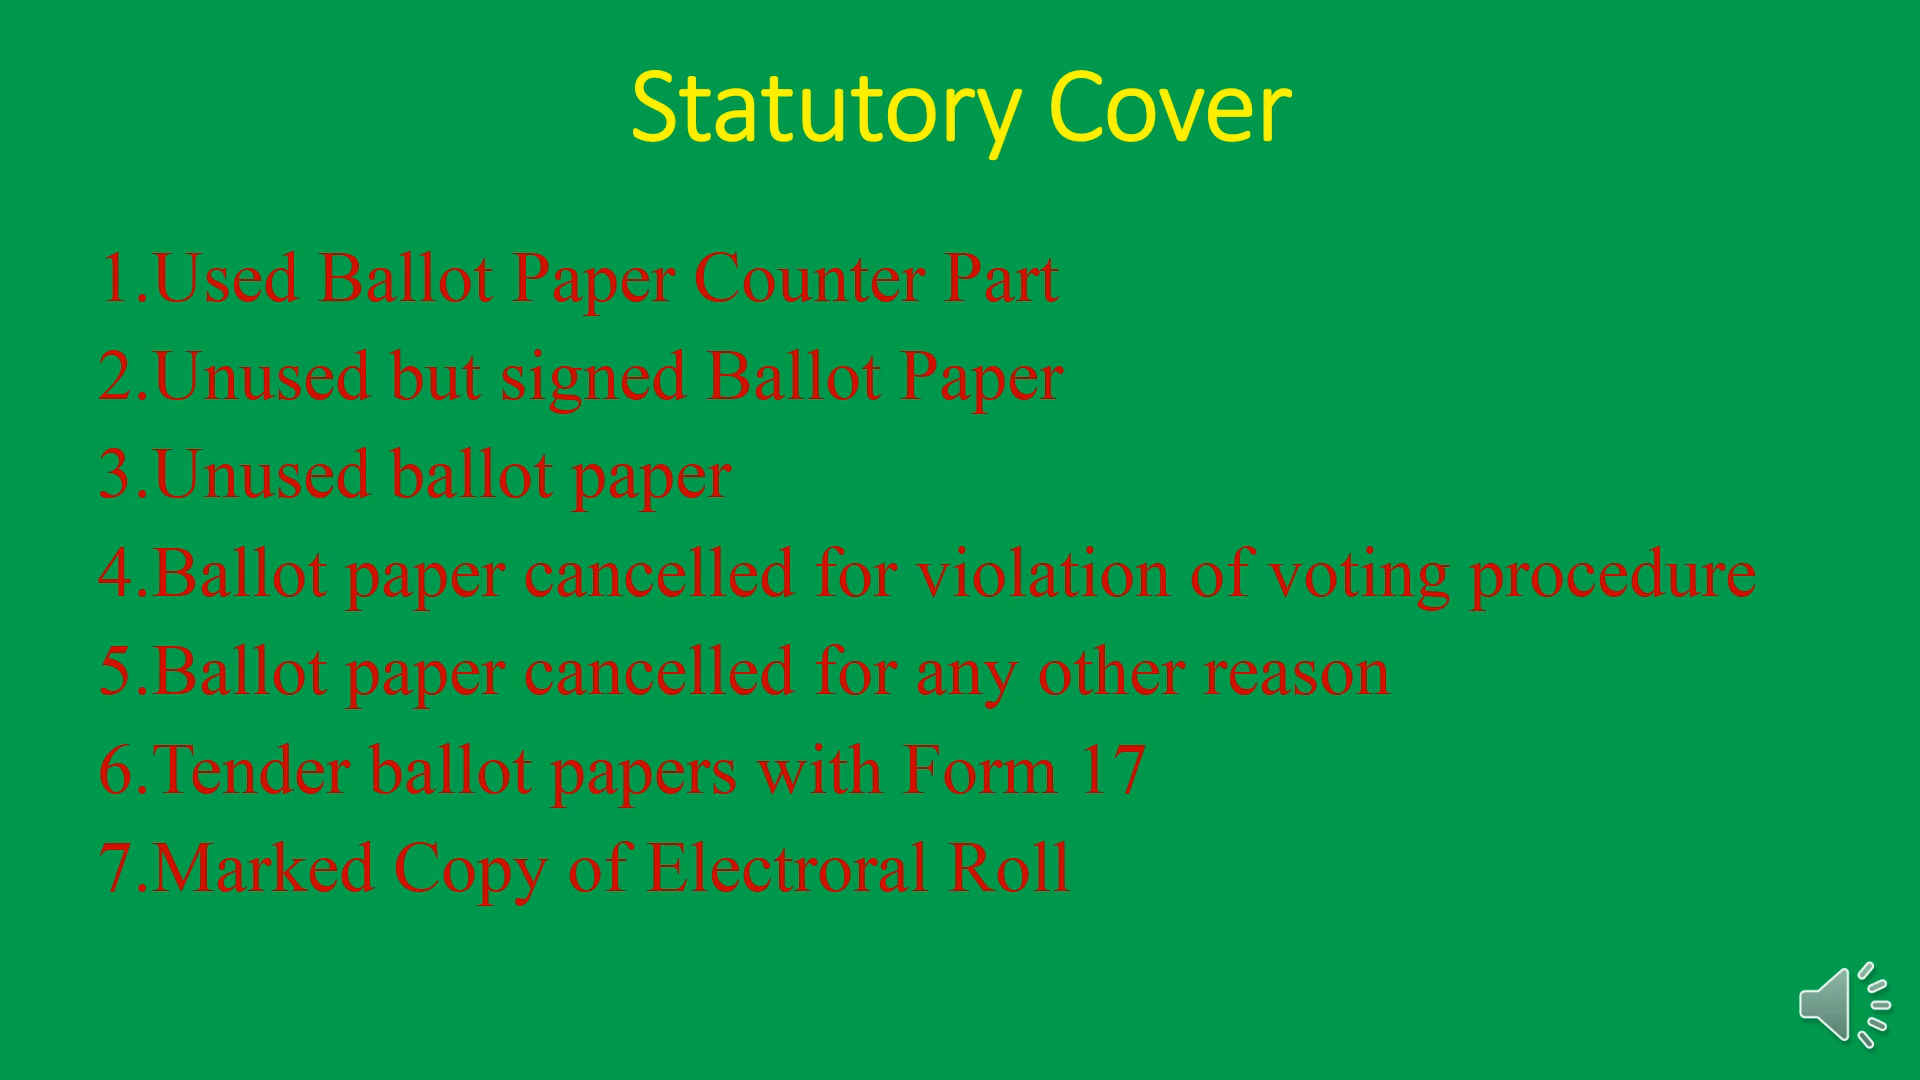 Statutory Cover
1.Used Ballot Paper Counter Part
2.Unused but signed Ballot Paper
3.Unused ballot paper
4.Ballot paper cancelled for violation of voting procedure
5.Ballot paper cancelled for any other reason
6.Tender ballot papers with Form 17
7.Marked Copy of Electroral Roll